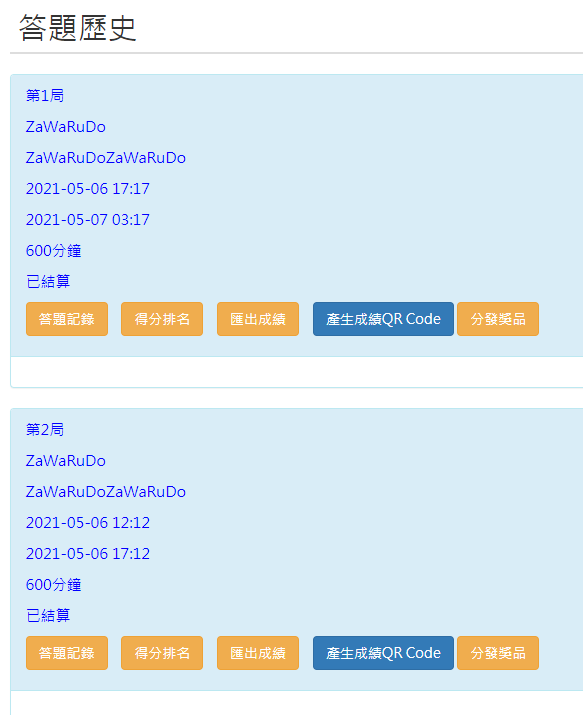 答題歷史
第1局
ZaWaRuDo
ZaWaRuDoZaWaRuDo
2021-05-06 17:17
2021-05-07 03:17
600分鐘
已結算
答題記錄 得分排名 匯出成績 產生成績QR Code 分發獎品
第2局
ZaWaRuDo
ZaWaRuDoZaWaRuDo
2021-05-06 12:12
2021-05-06 17:12
600分鐘
已結算
答題記錄 得分排名 匯出成績 產生成績QR Code 分發獎品